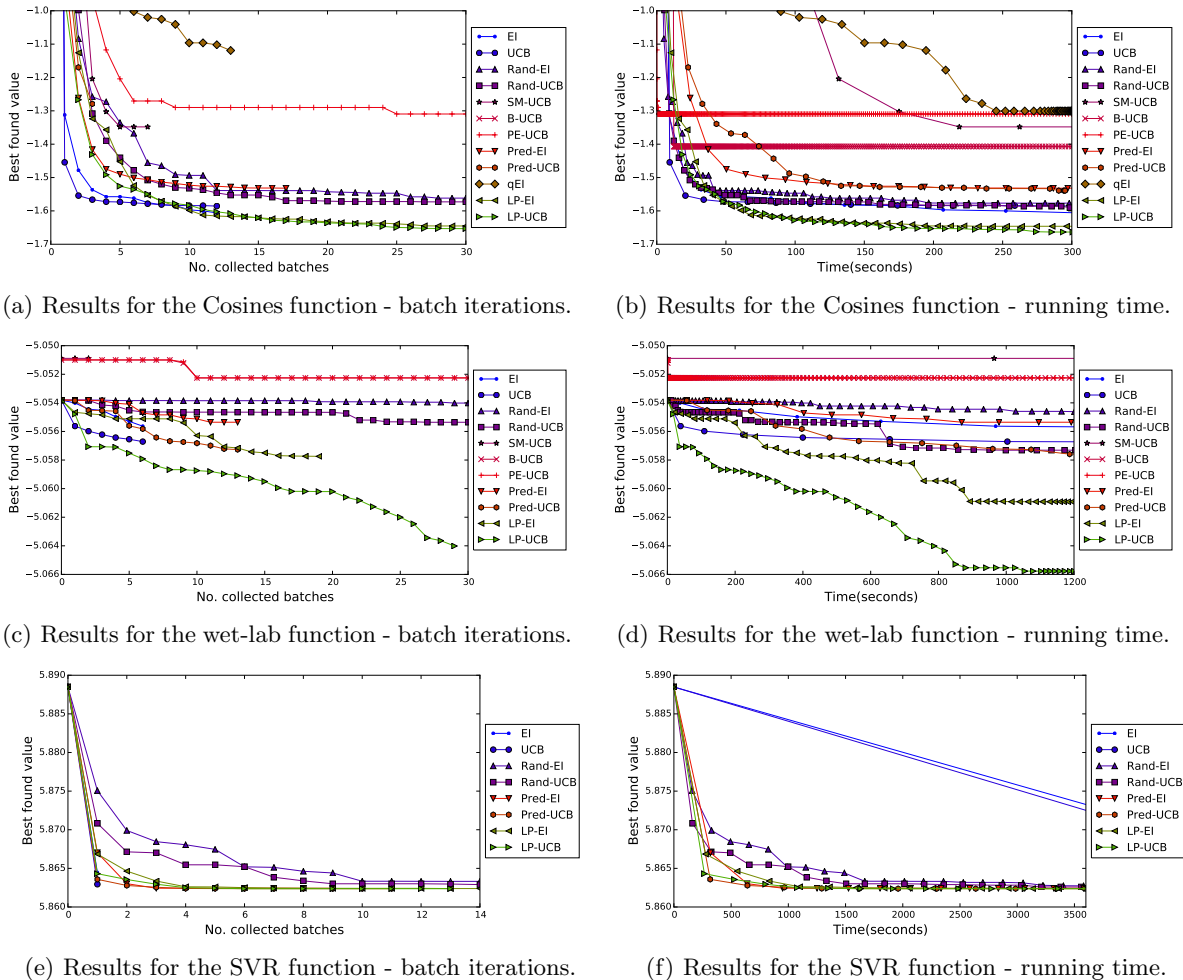 −1.0
−1.1
−1.2
−1.3
−1.4
−1.5
−1.6
−1.7
0
5
10
15
20
25
30
Best found value
No. collected batches
EI
UCB
Rand-EI
Rand-UCB
SM-UCB
B-UCB
PE-UCB
Pred-EI
Pred-UCB
qEI
LP-EI
LP-UCB
−1.0
−1.1
−1.2
−1.3
−1.4
−1.5
−1.6
−1.7
0
50
100
150
200
250
300
Best found value
Time(seconds)
EI
UCB
Rand-EI
Rand-UCB
SM-UCB
B-UCB
PE-UCB
Pred-EI
Pred-UCB
qEI
LP-EI
LP-UCB
(a) Results for the Cosines function - batch iterations.
(b) Results for the Cosines function - running time.
−5.050
−5.052
−5.054
−5.056
−5.058
−5.060
−5.062
−5.064
−5.066
0
5
10
15
20
25
30
Best found value
No. collected batches
EI
UCB
Rand-EI
Rand-UCB
SM-UCB
B-UCB
PE-UCB
Pred-EI
Pred-UCB
LP-EI
LP-UCB
−5.050
−5.052
−5.054
−5.056
−5.058
−5.060
−5.062
−5.064
−5.066
0
200
400
600
800
1000
1200
Best found value
Time(seconds)
EI
UCB
Rand-EI
Rand-UCB
SM-UCB
B-UCB
PE-UCB
Pred-EI
Pred-UCB
LP-EI
LP-UCB
(c) Results for the wet-lab function - batch iterations.
(d) Results for the wet-lab function - running time.
5.890
5.885
5.880
5.875
5.870
5.865
5.860
0
2
4
6
8
10
12
14
Best found value
No. collected batches
EI
UCB
Rand-EI
Rand-UCB
Pred-EI
Pred-UCB
LP-EI
LP-UCB
5.890
5.885
5.880
5.875
5.870
5.865
5.860
0
500
1000
1500
2000
2500
3000
3500
Best found value
Time(seconds)
EI
UCB
Rand-EI
Rand-UCB
Pred-EI
Pred-UCB
LP-EI
LP-UCB
(e) Results for the SVR function - batch iterations.
(f) Results for the SVR function - running time.